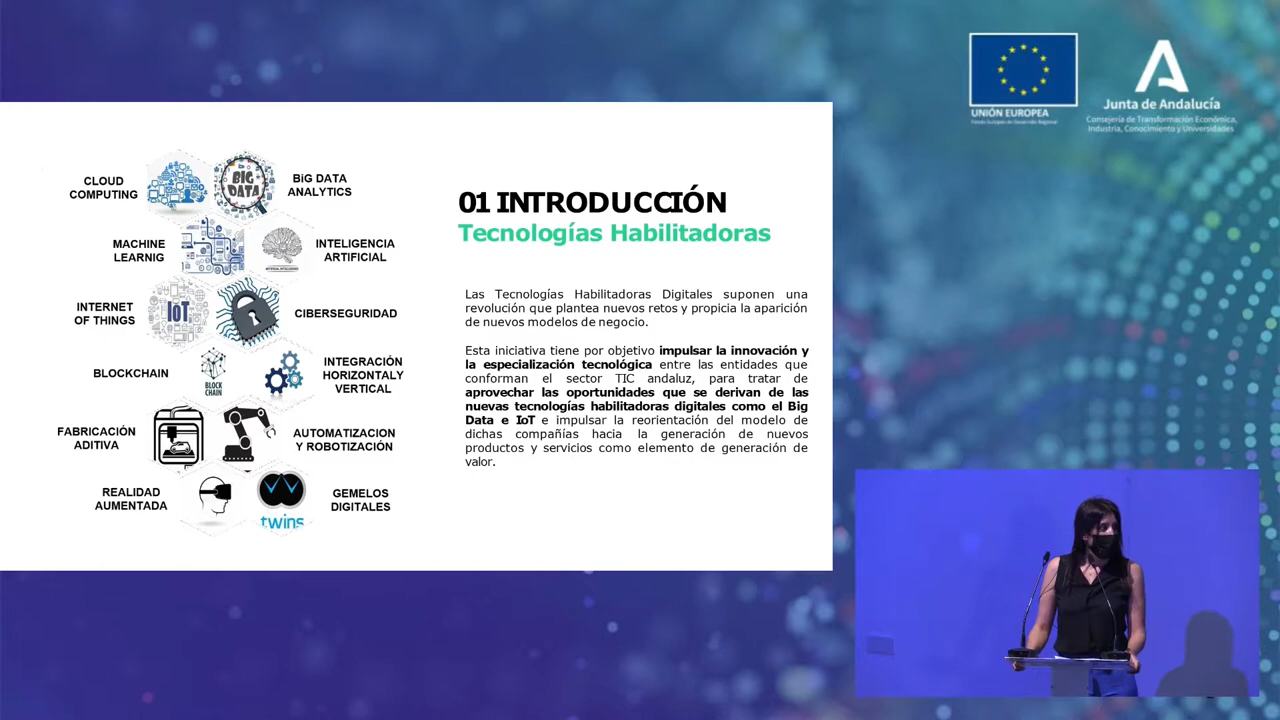 UNIÓN EUROPEA
Fondo Europeo de Desarrollo Regional
Junta de Andalucía
Consejería de Transformación Económica,
Industria, Conocimiento y Universidades
CLOUD
COMPUTING
BIG
DATA
BiG DATA
ANALYTICS
MACHINE
LEARNIG
INTELIGENCIA
ARTIFICIAL
INTERNET
OF THINGS
IoT
CIBERSEGURIDAD
BLOCKCHAIN
BLOCK
CHAIN
INTEGRACIÓN
HORIZONTALY
VERTICAL
FABRICACIÓN
ADITIVA
AUTOMATIZACION
Y ROBOTIZACIÓN
REALIDAD
AUMENTADA
twins
GEMELOS
DIGITALES
01 INTRODUCCIÓN
Tecnologías Habilitadoras
Las Tecnologías Habilitadoras Digitales suponen una
revolución que plantea nuevos retos y propicia la aparición
de nuevos modelos de negocio.
Esta iniciativa tiene por objetivo impulsar la innovación y
la especialización tecnológica entre las entidades que
conforman el sector TIC andaluz, para tratar de
aprovechar las oportunidades que se derivan de las
nuevas tecnologías habilitadoras digitales como el Big
Data e IoT e impulsar la reorientación del modelo de
dichas compañías hacia la generación de nuevos
productos y servicios como elemento de generación de
valor.